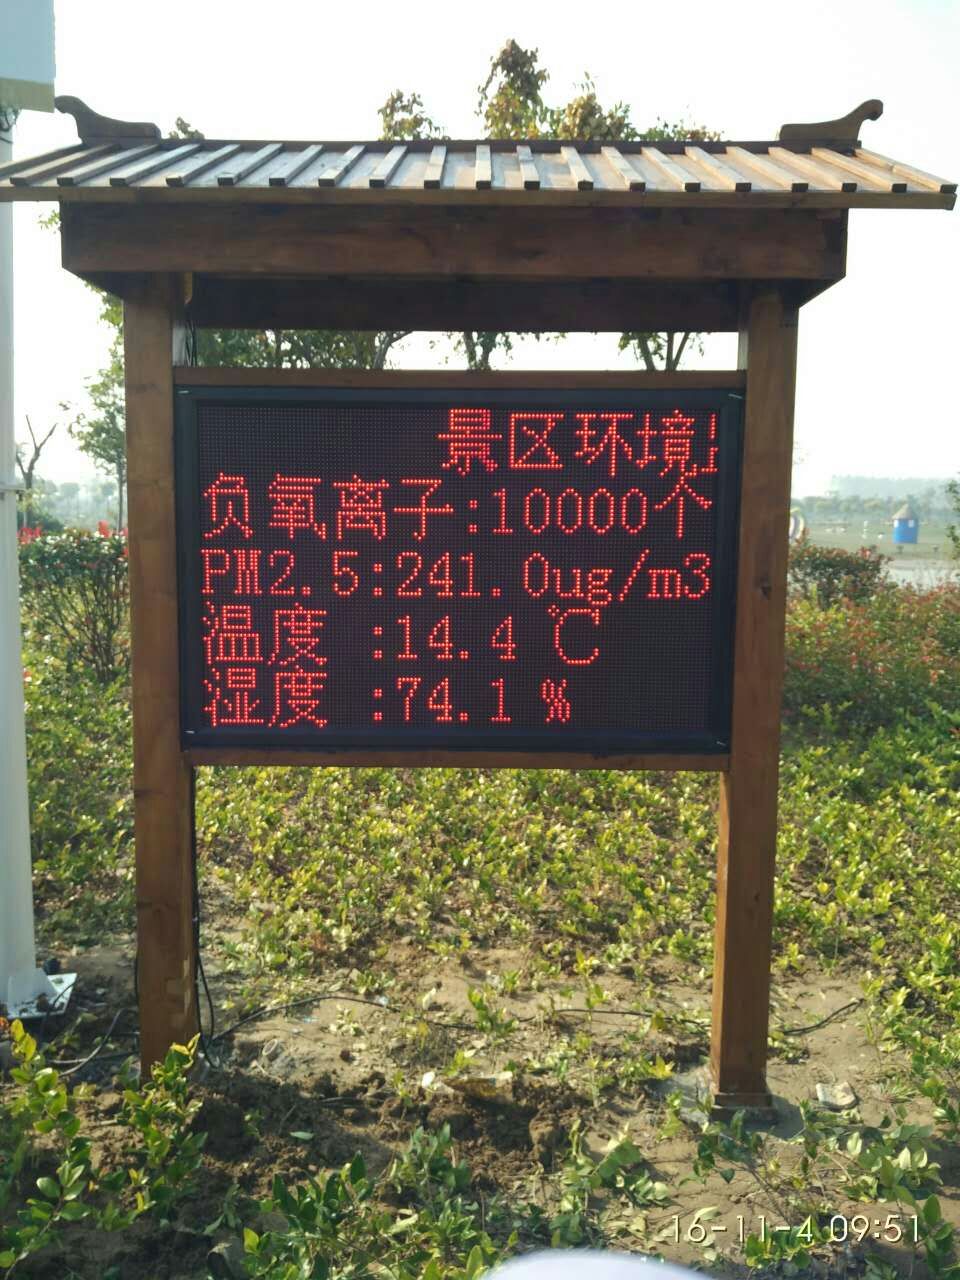 景区环境
负氧离子:10000个
PM2.5:241.0ug/m3
温度 :14.4 ℃
湿度 :74.1 %
16-11-4 09:51